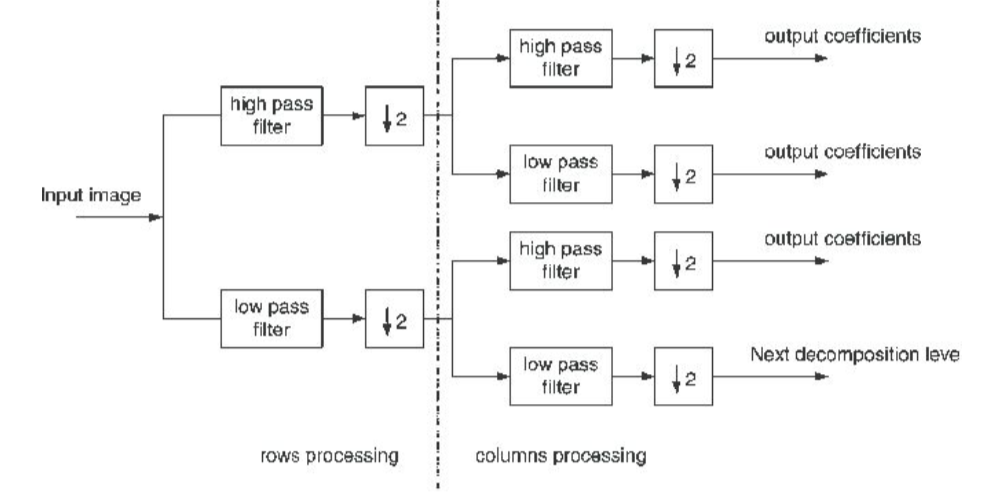 output coefficients
high pass
filter
↓2
high pass
filter
↓2
output coefficients
low pass
filter
↓2
Input image
output coefficients
high pass
filter
↓2
low pass
filter
↓2
Next decomposition leve
low pass
filter
↓2
rows processing
columns processing